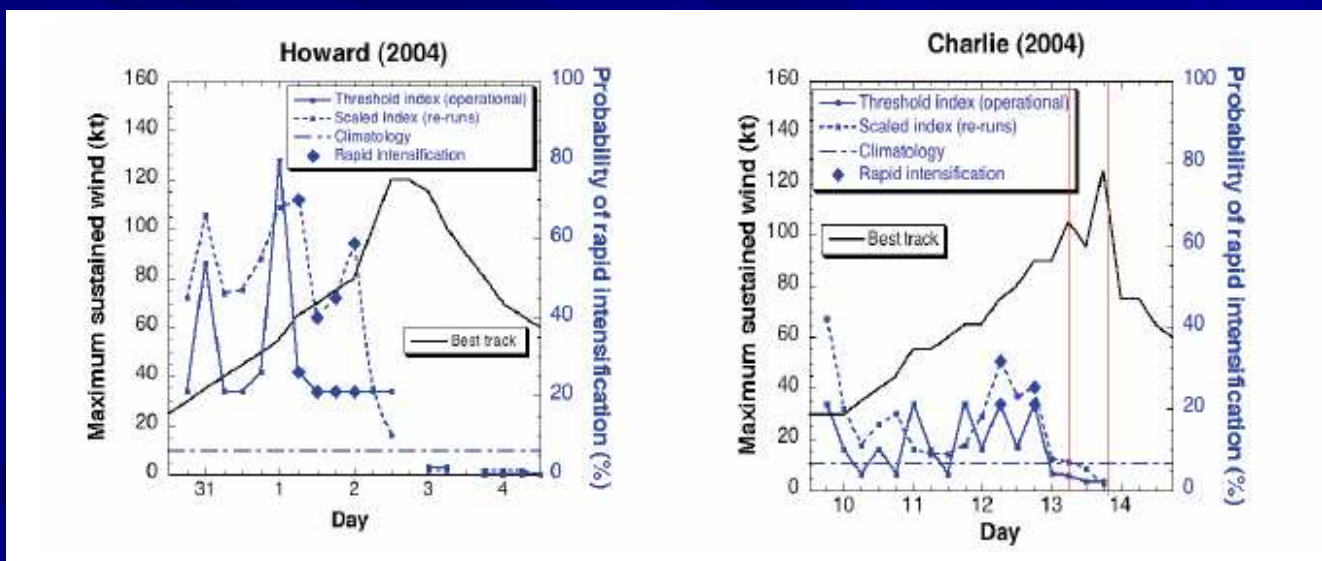 Howard (2004)
Maximum sustained wind (kt)
160
140
120
100
80
60
40
20
0
Threshold index (operational)
Scaled Index (re-runs)
Climatology
Rapid intensification
Best track
100
80
60
40
20
0
Probability of rapid intensification (%)
31
1
2
3
4
Day
Charlie (2004)
Maximum sustained wind (kt)
160
140
120
100
80
60
40
20
0
Threshold index (operational)
Scaled index (re-runs)
Climatology
Rapid intensification
Best track
100
80
60
40
20
0
Probability of rapid intensification (%)
10
11
12
13
14
Day